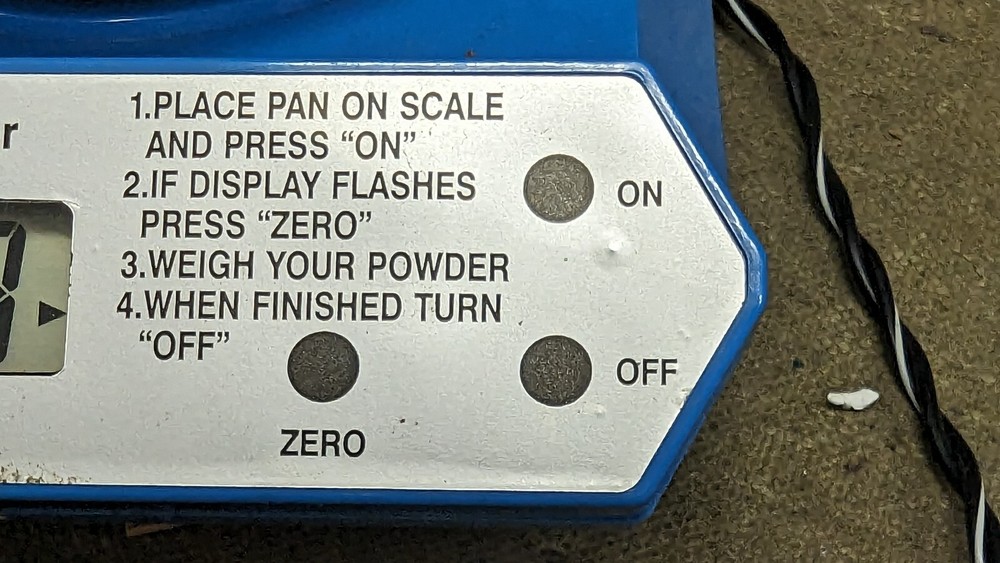 r
1.PLACE PAN ON SCALE
AND PRESS “ON”
2.IF DISPLAY FLASHES
PRESS “ZERO”
3.WEIGH YOUR POWDER
4.WHEN FINISHED TURN
“OFF”
ON
OFF
ZERO